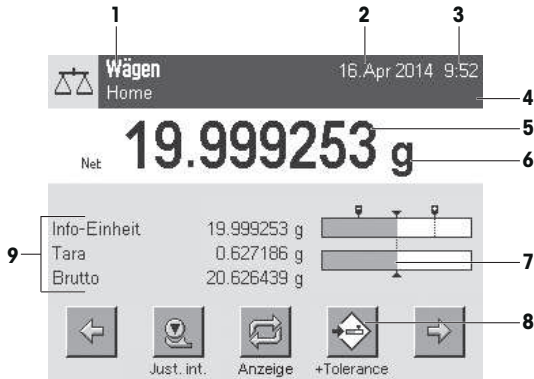 1 2 3
Wägen 16.Apr 2014 9:52
Home
4
5
Net 19.999253 g
6
Info-Einheit 19.999253 g
9 Tara 0.627186 g 7
Brutto 20.626439 g
8
Just. int. Anzeige +Tolerance